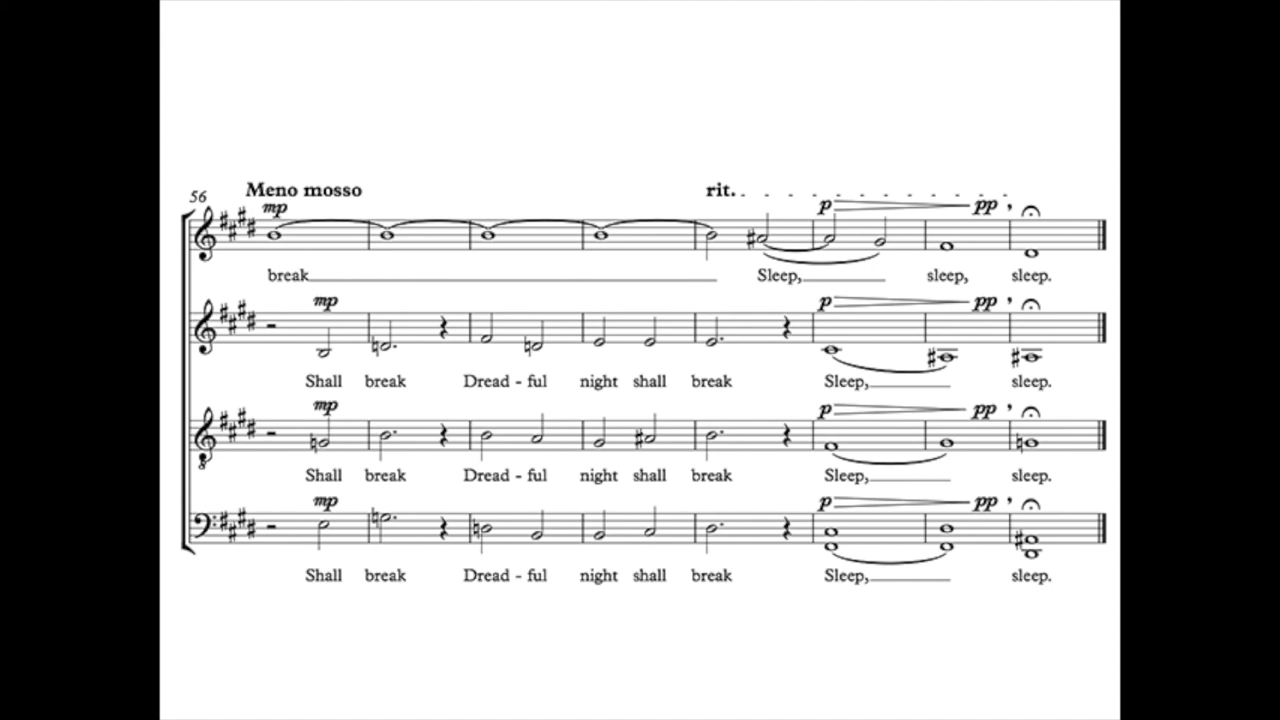 56 Meno mosso rit.
mp p pp
break Sleep, sleep, sleep.
mp p pp
Shall break Dread - ful night shall break Sleep, sleep.
mp p pp
8
Shall break Dread - ful night shall break Sleep, sleep.
mp p pp
Shall break Dread - ful night shall break Sleep, sleep.